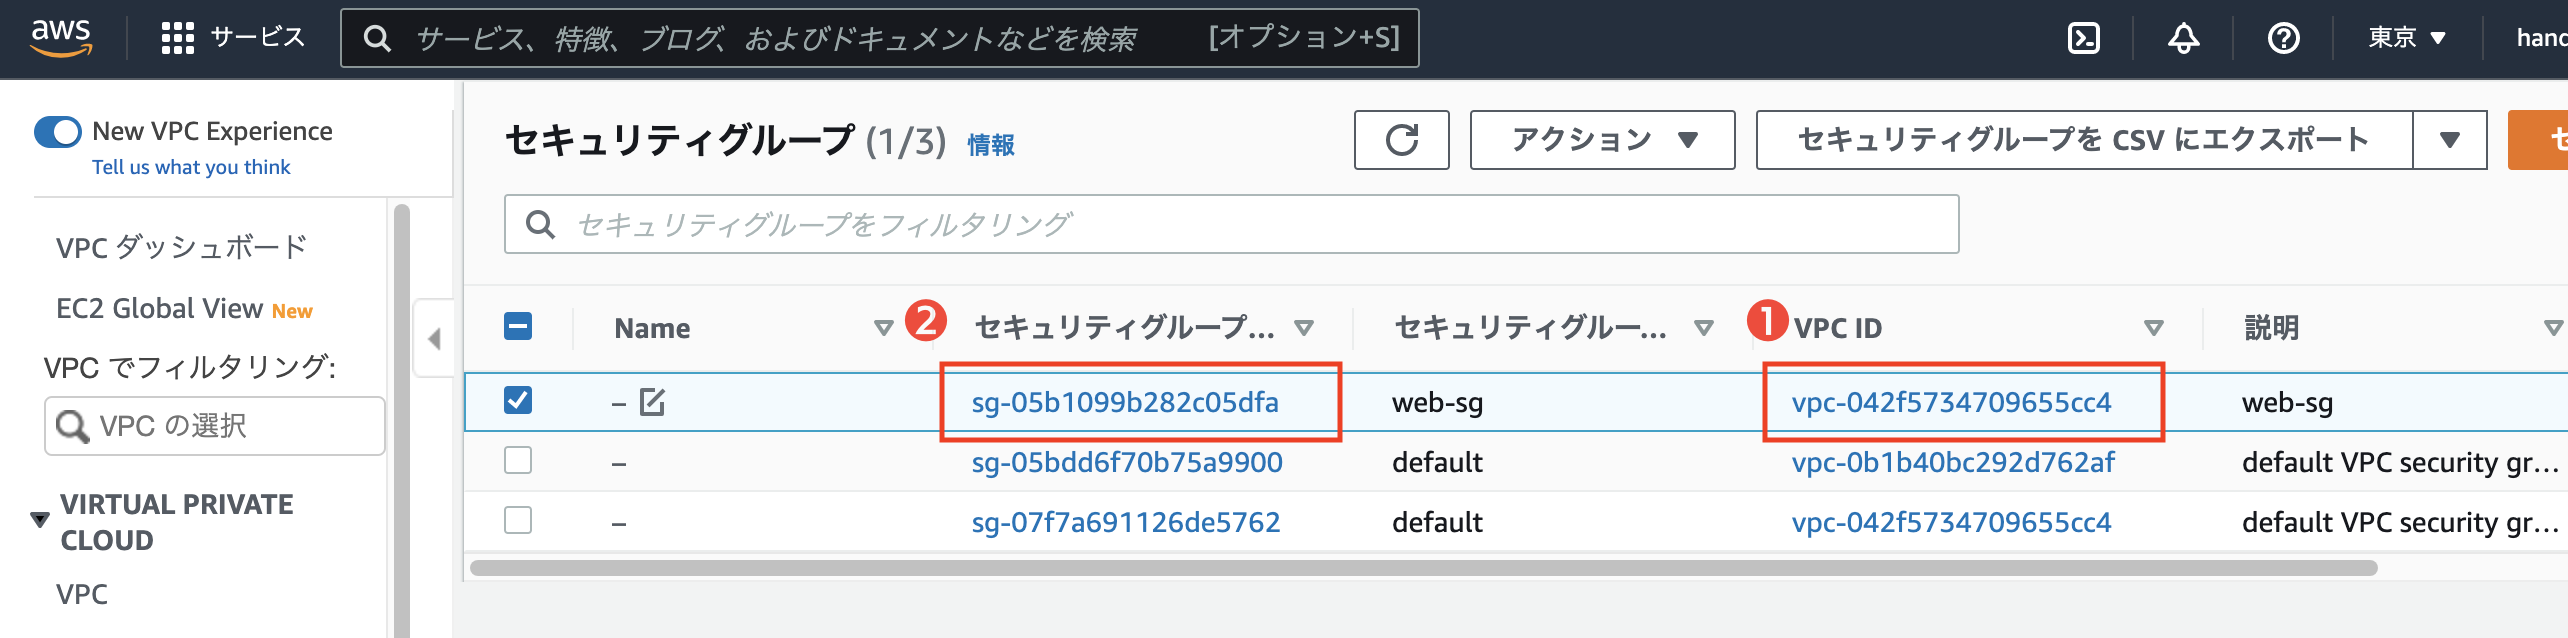 aws
サービス
サービス、特徴、ブログ、およびドキュメントなどを検索
[オプション+S]
東京
hand
New VPC Experience
Tell us what you think
VPC ダッシュボード
EC2 Global View New
VPC でフィルタリング:
VPC の選択
VIRTUAL PRIVATE
CLOUD
VPC
セキュリティグループ (1/3) 情報
アクション
セキュリティグループを CSV にエクスポート
セ
セキュリティグループをフィルタリング
Name 2 セキュリティグループ... セキュリティグルー... 1 VPC ID 説明
– sg-05b1099b282c05dfa web-sg vpc-042f5734709655cc4 web-sg
– sg-05bdd6f70b75a9900 default vpc-0b1b40bc292d762af default VPC security gr...
– sg-07f7a691126de5762 default vpc-042f5734709655cc4 default VPC security gr...